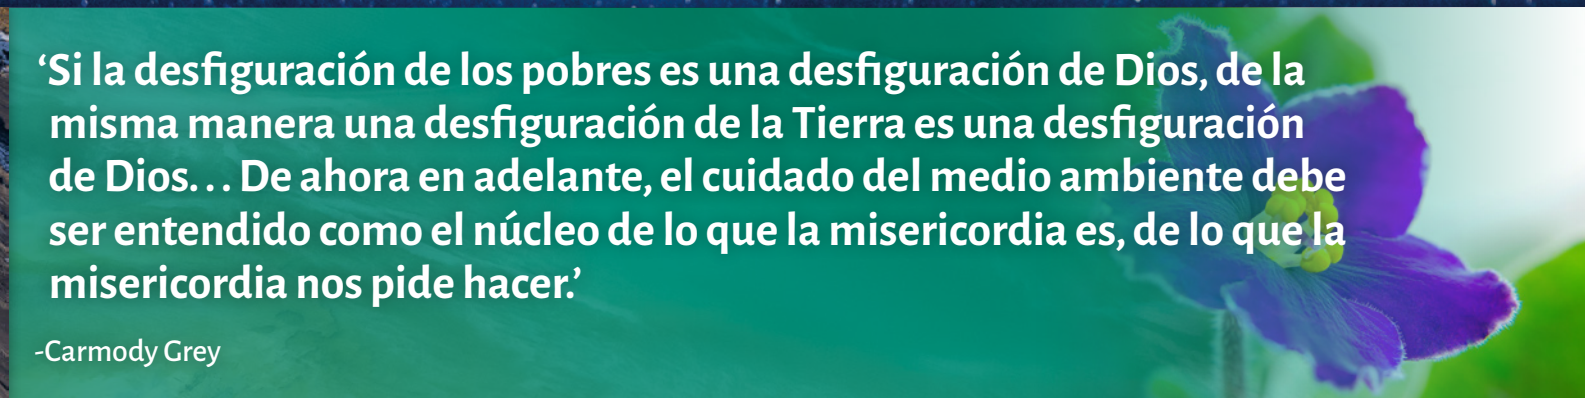 ‘Si la desfiguración de los pobres es una desfiguración de Dios, de la
misma manera una desfiguración de la Tierra es una desfiguración
de Dios. . . De ahora en adelante, el cuidado del medio ambiente debe
ser entendido como el núcleo de lo que la misericordia es, de lo que la
misericordia nos pide hacer.’
-Carmody Grey